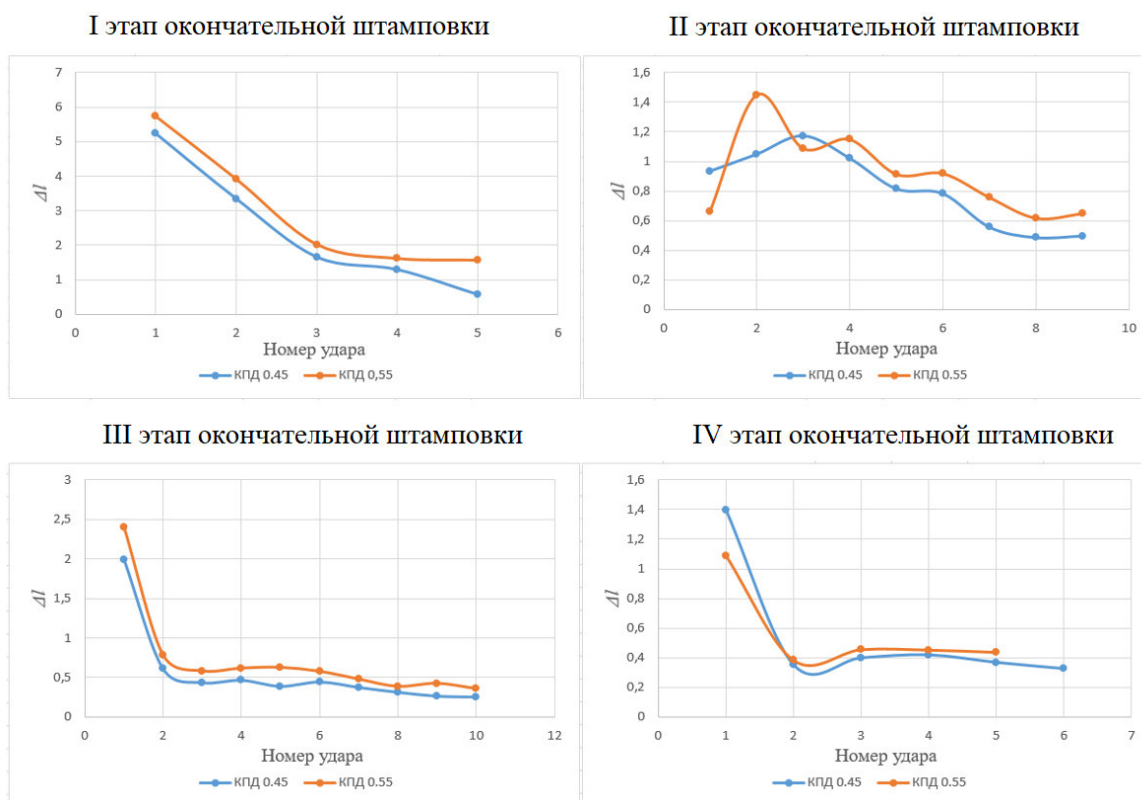 I этап окончательной штамповки
7
6
5
4
3
2
1
0
Δl
0 1 2 3 4 5 6
Номер удара
КПД 0.45 КПД 0,55
II этап окончательной штамповки
1,6
1,4
1,2
1
0,8
0,6
0,4
0,2
0
Δl
0 2 4 6 8 10
Номер удара
КПД 0.45 КПД 0.55
III этап окончательной штамповки
3
2,5
2
1,5
1
0,5
0
Δl
0 2 4 6 8 10 12
Номер удара
КПД 0.45 КПД 0.55
IV этап окончательной штамповки
1,6
1,4
1,2
1
0,8
0,6
0,4
0,2
0
Δl
0 1 2 3 4 5 6 7
Номер удара
КПД 0.45 КПД 0.55